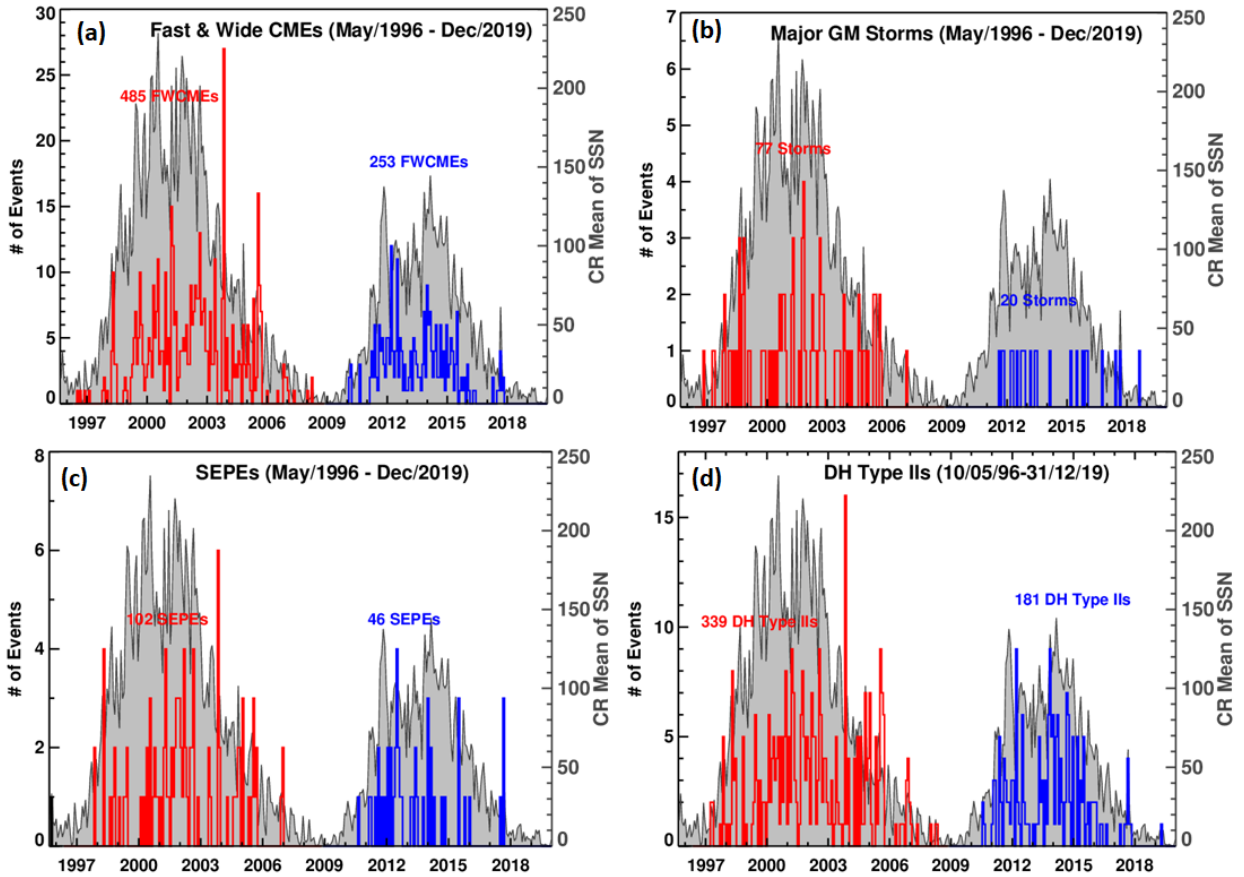 (a)
Fast & Wide CMEs (May/1996 - Dec/2019)
485 FWCMEs
253 FWCMEs
# of Events
CR Mean of SSN
30
25
20
15
10
5
0
250
200
150
100
50
0
1997 2000 2003 2006 2009 2012 2015 2018
(b)
Major GM Storms (May/1996 - Dec/2019)
77 Storms
20 Storms
# of Events
CR Mean of SSN
7
6
5
4
3
2
1
0
250
200
150
100
50
0
1997 2000 2003 2006 2009 2012 2015 2018
(c)
SEPEs (May/1996 - Dec/2019)
102 SEPEs
46 SEPEs
# of Events
CR Mean of SSN
8
6
4
2
0
250
200
150
100
50
0
1997 2000 2003 2006 2009 2012 2015 2018
(d)
DH Type IIs (10/05/96-31/12/19)
339 DH Type IIs
181 DH Type IIs
# of Events
CR Mean of SSN
15
10
5
0
250
200
150
100
50
0
1997 2000 2003 2006 2009 2012 2015 2018